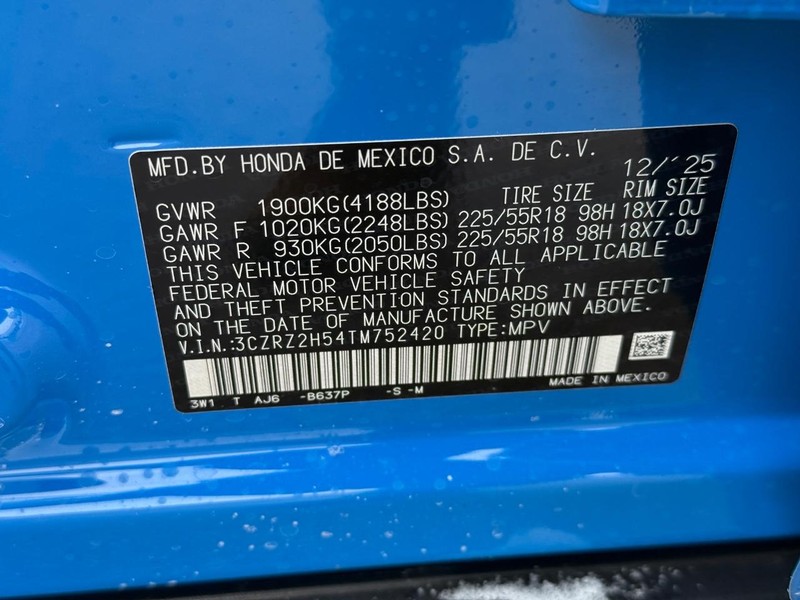 MFD.BY HONDA DE MEXICO S.A. DE C.V. 12/'25
TIRE SIZE RIM SIZE
GVWR 1900KG(4188LBS)
GAWR F 1020KG(2248LBS) 225/55R18 98H 18X7.0J
GAWR R 930KG(2050LBS) 225/55R18 98H 18X7.0J
THIS VEHICLE CONFORMS TO ALL APPLICABLE
FEDERAL MOTOR VEHICLE SAFETY
AND THEFT PREVENTION STANDARDS IN EFFECT
ON THE DATE OF MANUFACTURE SHOWN ABOVE.
V.I.N.:3CZRZ2H54TM752420 TYPE:MPV
3W1 T AJ6 -B637P -S -M MADE IN MEXICO